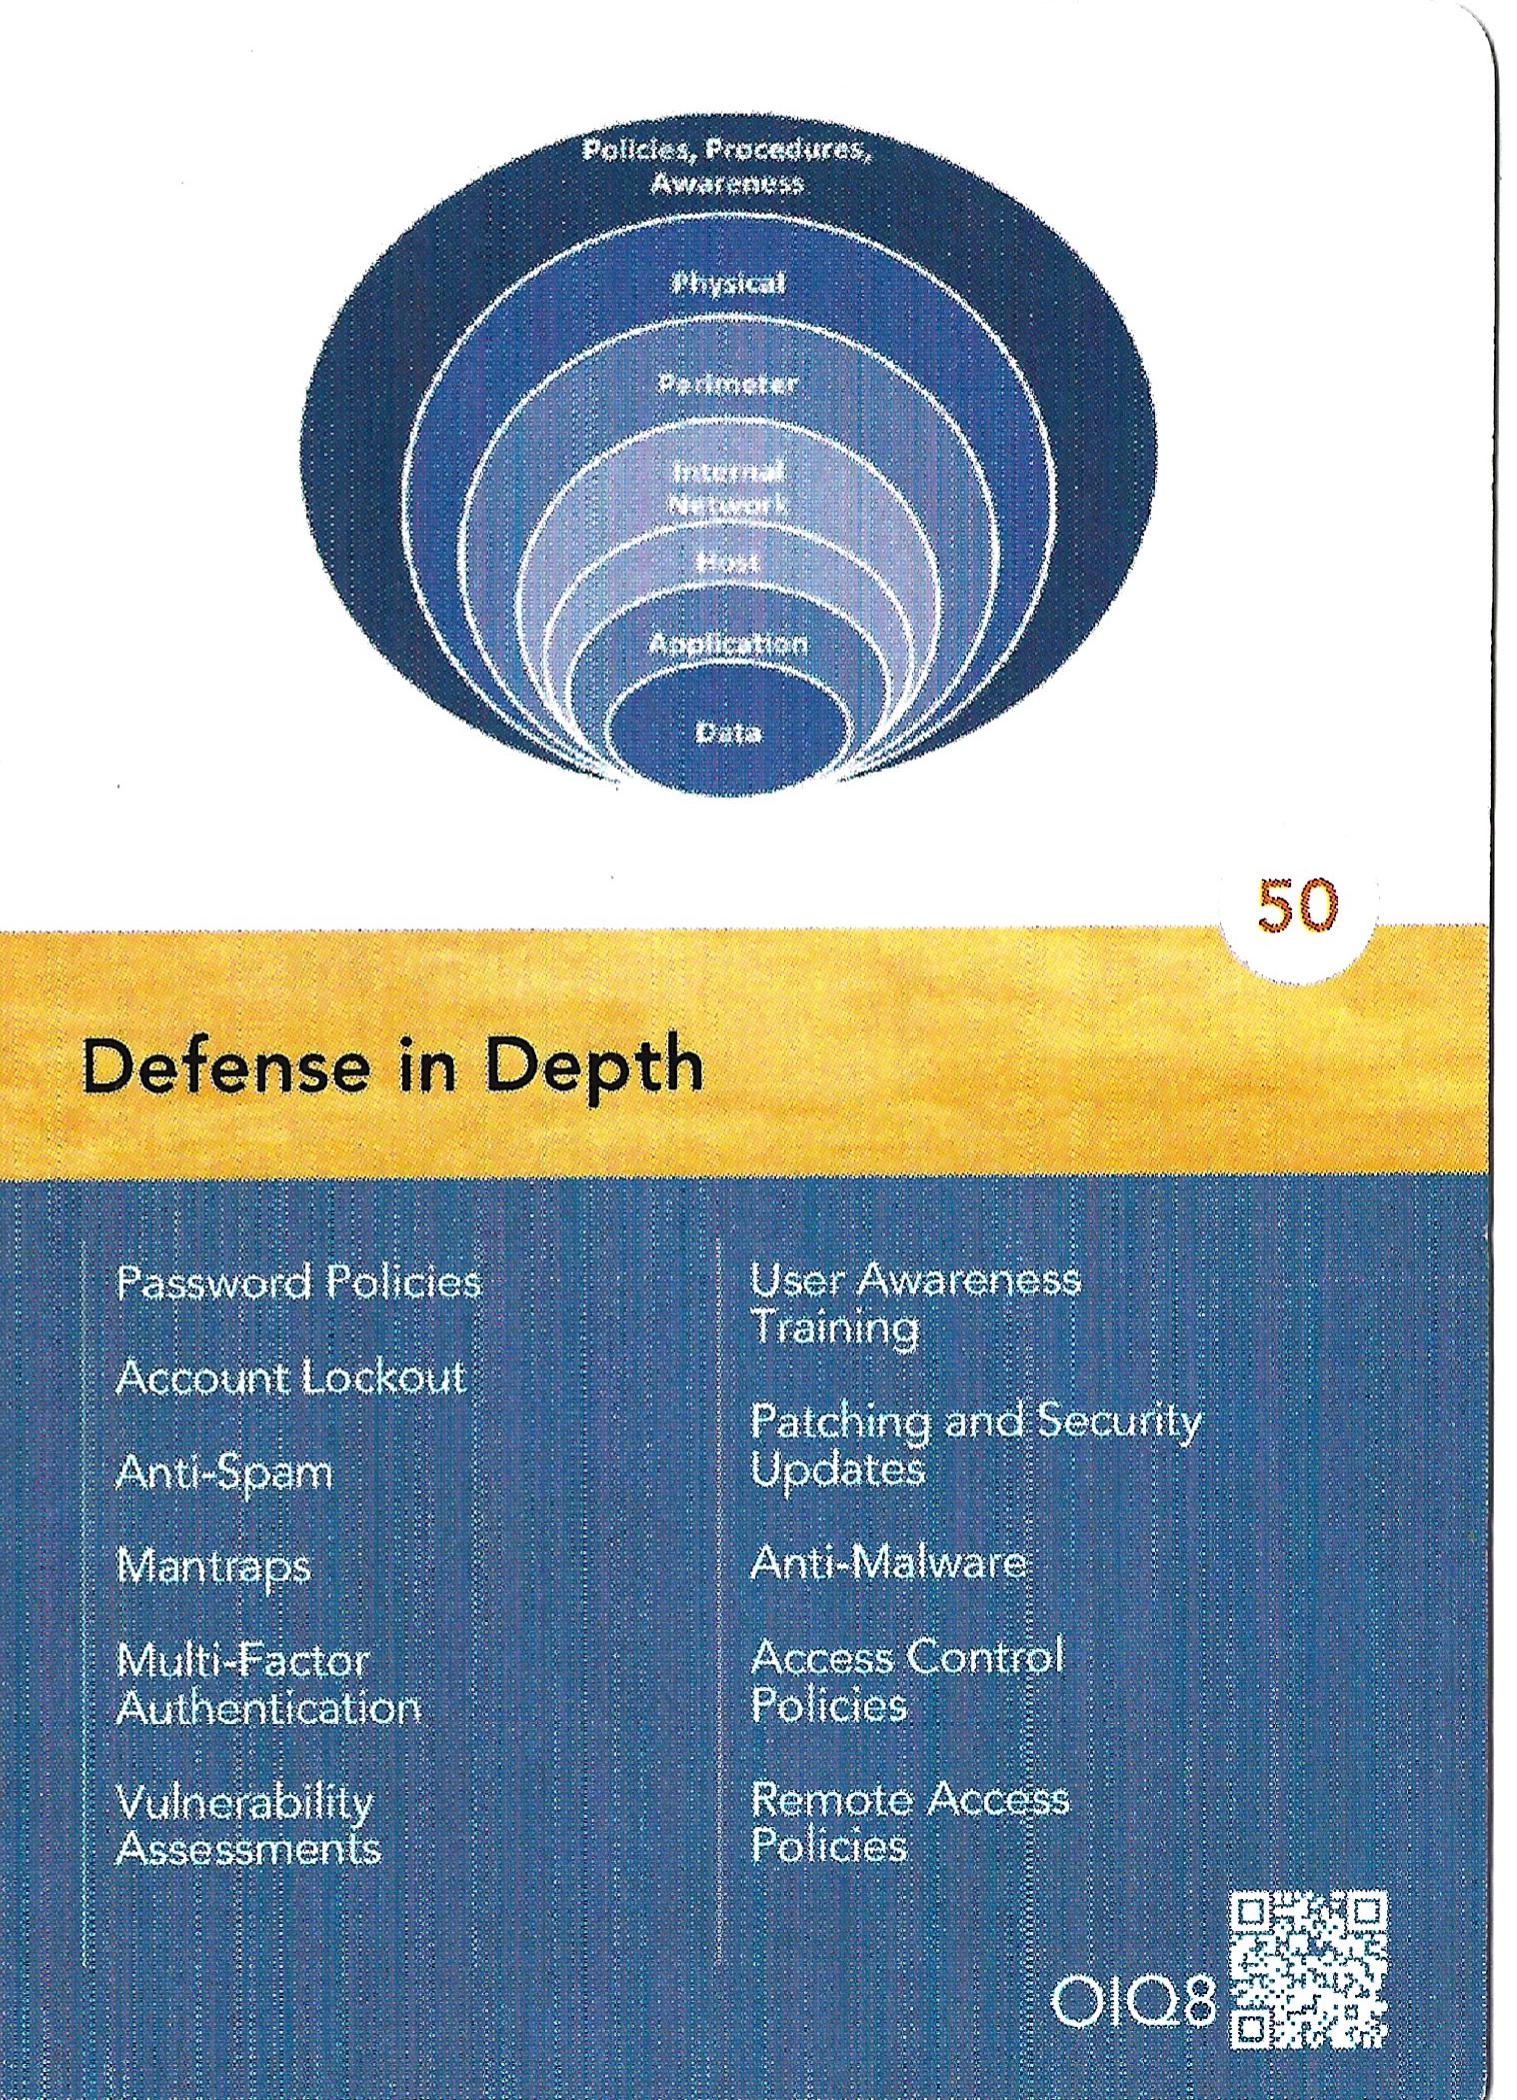 Policies, Procedures,
Awareness
Physical
Perimeter
Internal
Network
Host
Application
Data
50
Defense in Depth
Password Policies
Account Lockout
Anti-Spam
Mantraps
Multi-Factor
Authentication
Vulnerability
Assessments
User Awareness
Training
Patching and Security
Updates
Anti-Malware
Access Control
Policies
Remote Access
Policies
OIQ8